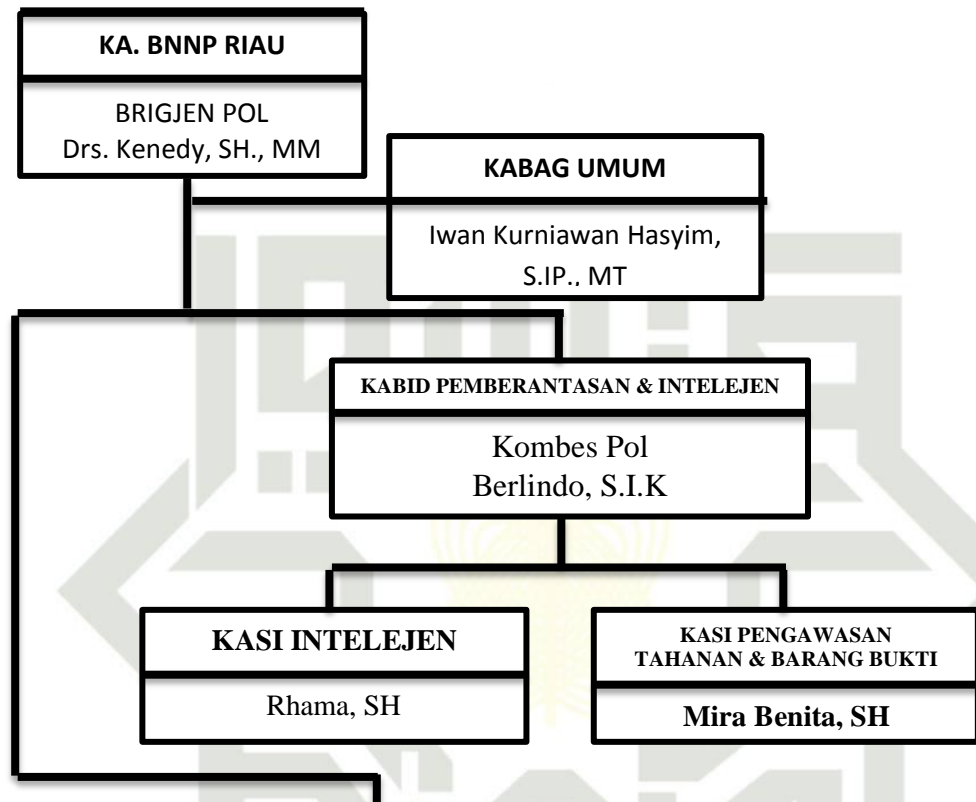 KA. BNNP RIAU
BRIGJEN POL
Drs. Kenedy, SH., MM
KABAG UMUM
Iwan Kurniawan Hasyim,
S.IP., MT
KABID PEMBERANTASAN & INTELEJEN
Kombes Pol
Berlindo, S.I.K
KASI INTELEJEN
Rhama, SH
KASI PENGAWASAN
TAHANAN & BARANG BUKTI
Mira Benita, SH